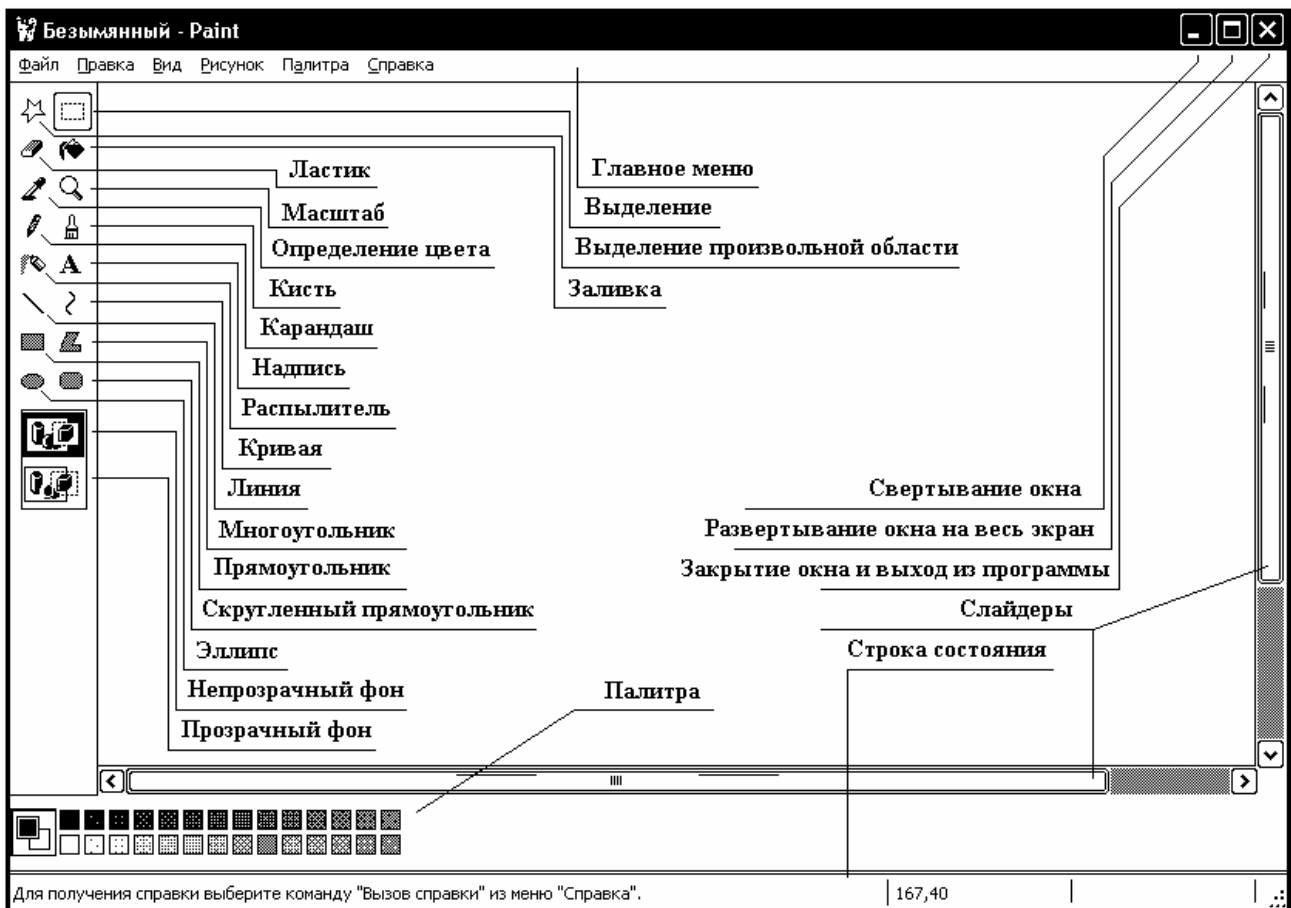 Безымянный - Paint
Файл Правка Вид Рисунок Палитра Справка
Ластик
Масштаб
Определение цвета
Кисть
Карандаш
Надпись
Распылитель
Кривая
Линия
Многоугольник
Прямоугольник
Скругленный прямоугольник
Эллипс
Непрозрачный фон
Прозрачный фон
Главное меню
Выделение
Выделение произвольной области
Заливка
Свертывание окна
Развертывание окна на весь экран
Закрытие окна и выход из программы
Слайдеры
Строка состояния
Палитра
A
Для получения справки выберите команду "Вызов справки" из меню "Справка".
167,40